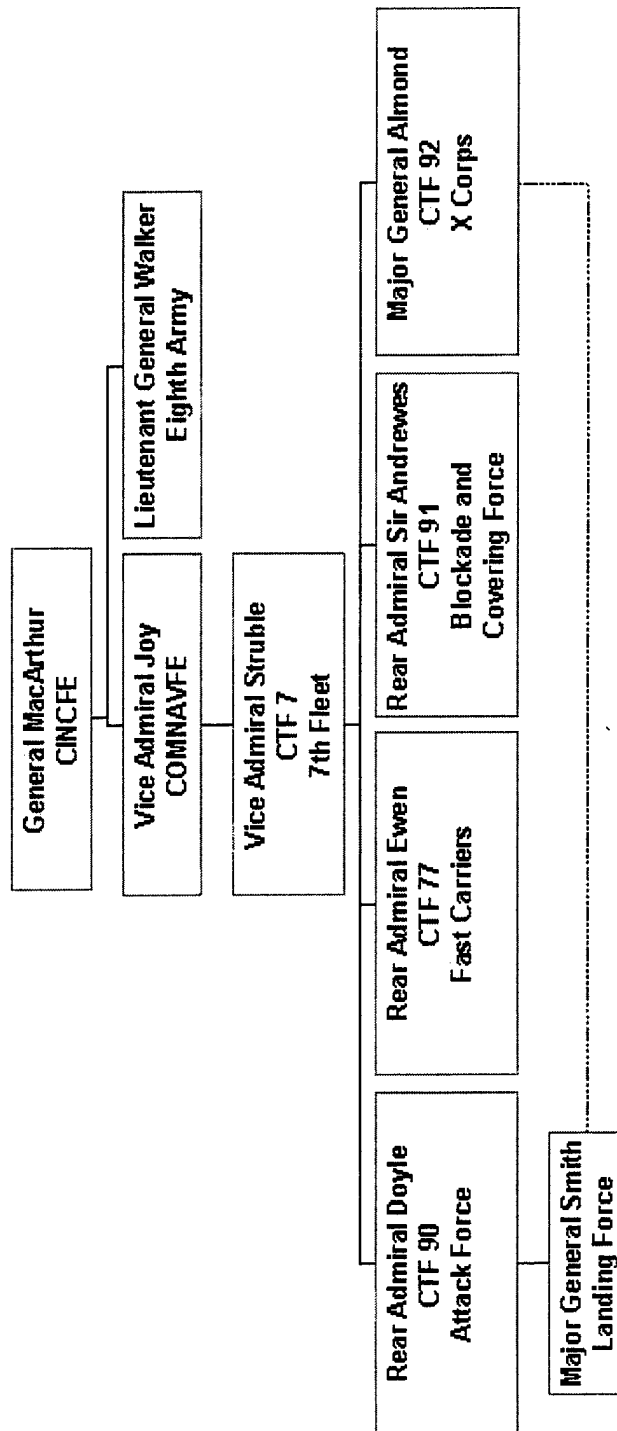 General MacArthur
CINCFE
Vice Admiral Joy
COMNAVFE
Lieutenant General Walker
Eighth Army
Vice Admiral Struble
CTF 7
7th Fleet
Rear Admiral Doyle
CTF 90
Attack Force
Rear Admiral Ewen
CTF 77
Fast Carriers
Rear Admiral Sir Andrewes
CTF 91
Blockade and
Covering Force
Major General Almond
CTF 92
X Corps
Major General Smith
Landing Force